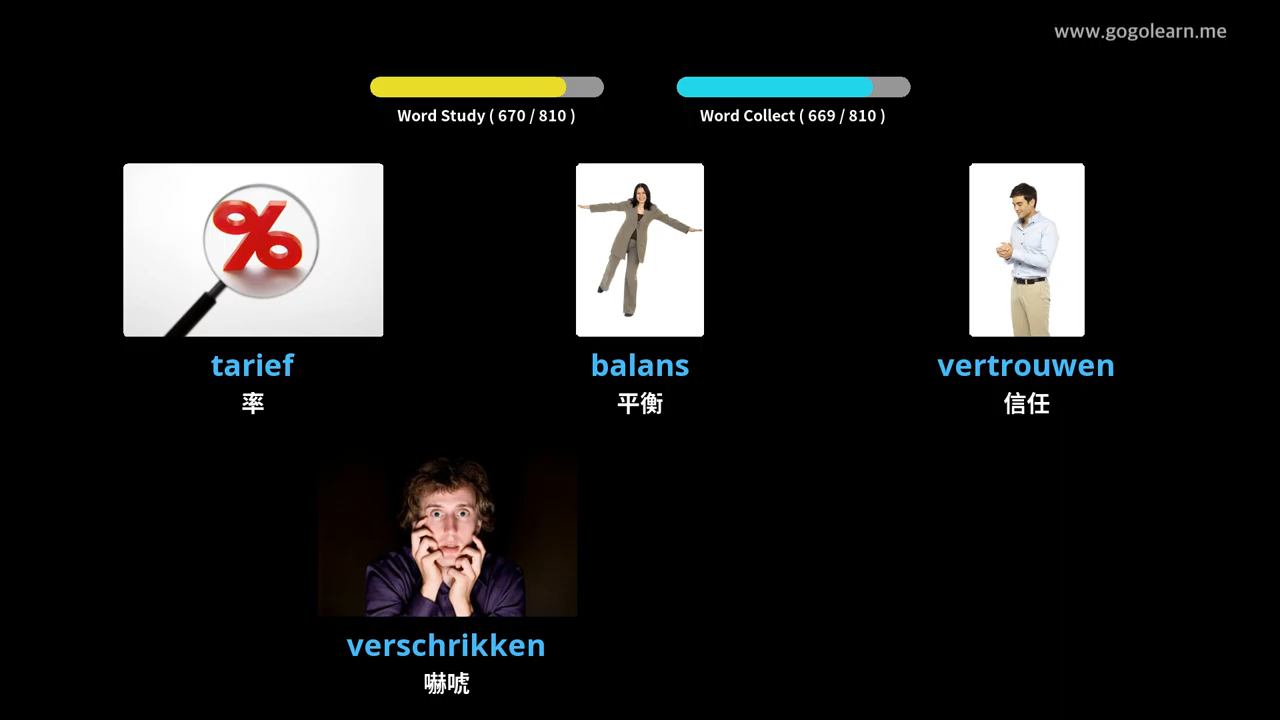 www.gogolearn.me
Word Study ( 670 / 810 )
Word Collect ( 669 / 810 )
%
tarief
率
balans
平衡
vertrouwen
信任
verschrikken
嚇唬